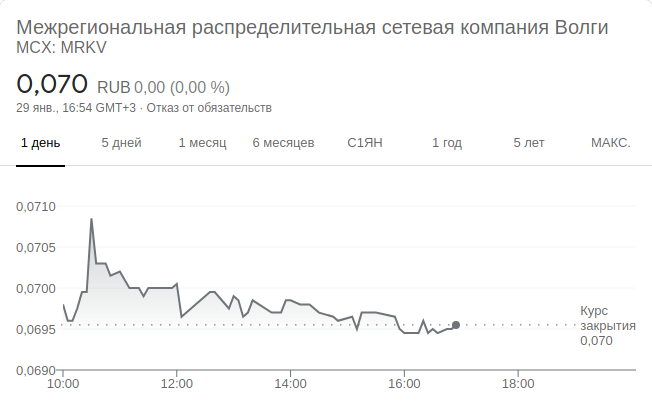 Межрегиональная распределительная сетевая компания Волги
MCX: MRKV
0,070 RUB 0,00 (0,00 %)
29 янв., 16:54 GMT+3 · Отказ от обязательств
1 день 5 дней 1 месяц 6 месяцев С1ЯН 1 год 5 лет МАКС.
0,0710
0,0705
0,0700
0,0695
0,0690
Курс
закрытия
0,070
10:00 12:00 14:00 16:00 18:00